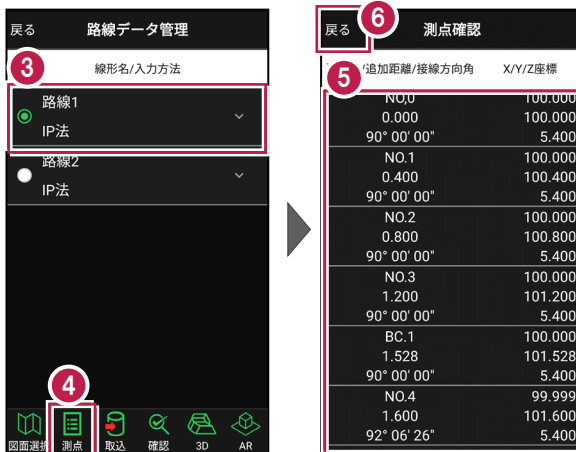 戻る 路線データ管理
3
線形名/入力方法
路線1
IP法
路線2
IP法
4
図面選択 測点 取込 確認 3D AR
戻る 6 測点確認
5 /追加距離/接線方向角 X/Y/Z座標
NO,0 100.000
0.000 100.000
90° 00' 00" 5.400
NO.1 100.000
0.400 100.400
90° 00' 00" 5.400
NO.2 100.000
0.800 100.800
90° 00' 00" 5.400
NO.3 100.000
1.200 101.200
90° 00' 00" 5.400
BC.1 100.000
1.528 101.528
90° 00' 00" 5.400
NO.4 99.999
1.600 101.600
92° 06' 26" 5.400